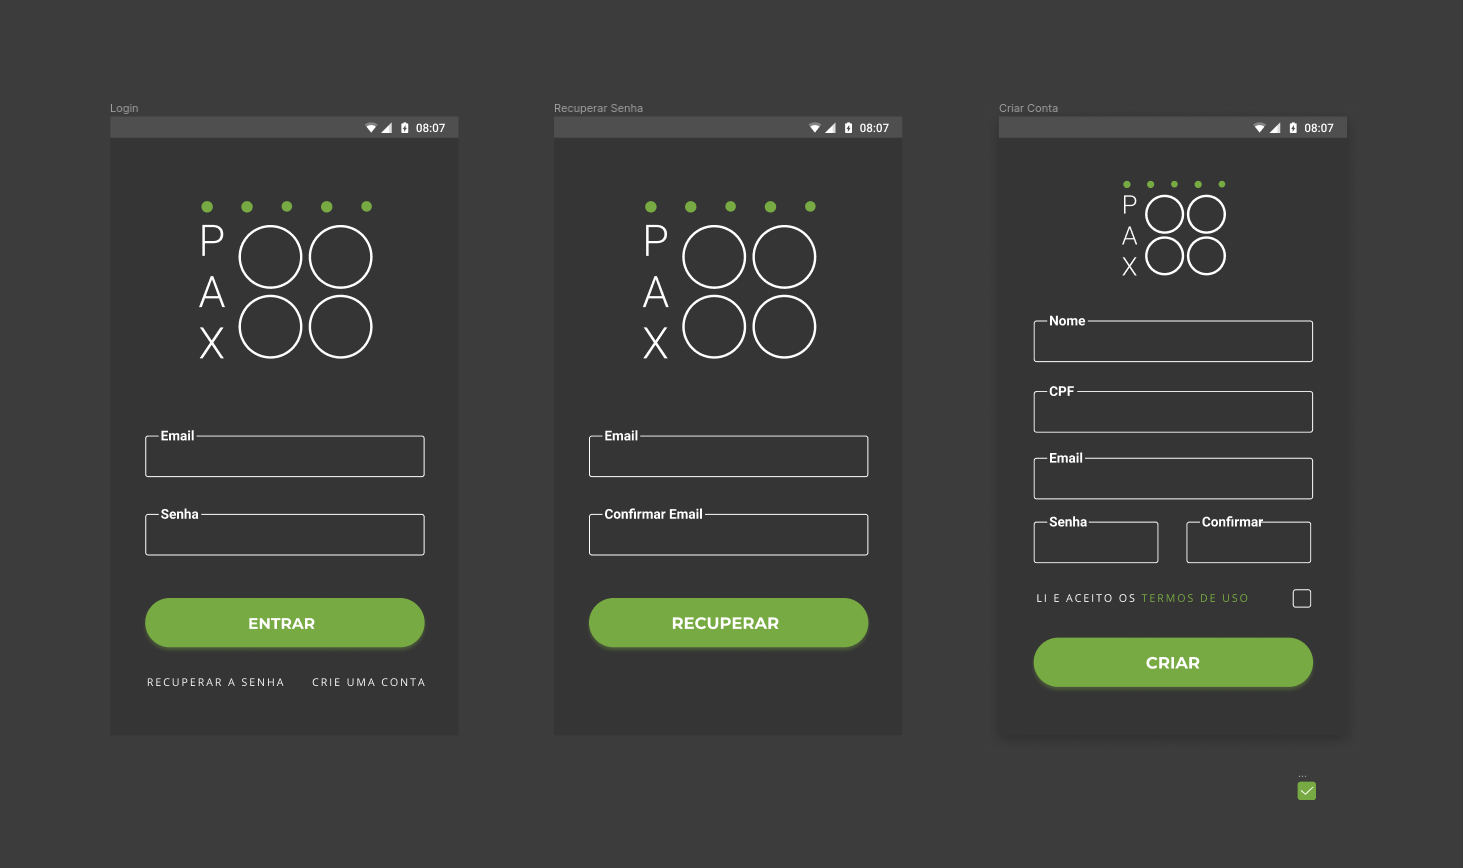 Login
08:07
P
A
X
Email
Senha
ENTRAR
RECUPERAR A SENHA
CRIE UMA CONTA
Recuperar Senha
08:07
P
A
X
Email
Confirmar Email
RECUPERAR
Criar Conta
08:07
P
A
X
Nome
CPF
Email
Senha
Confirmar
LI E ACEITO OS TERMOS DE USO
CRIAR
...